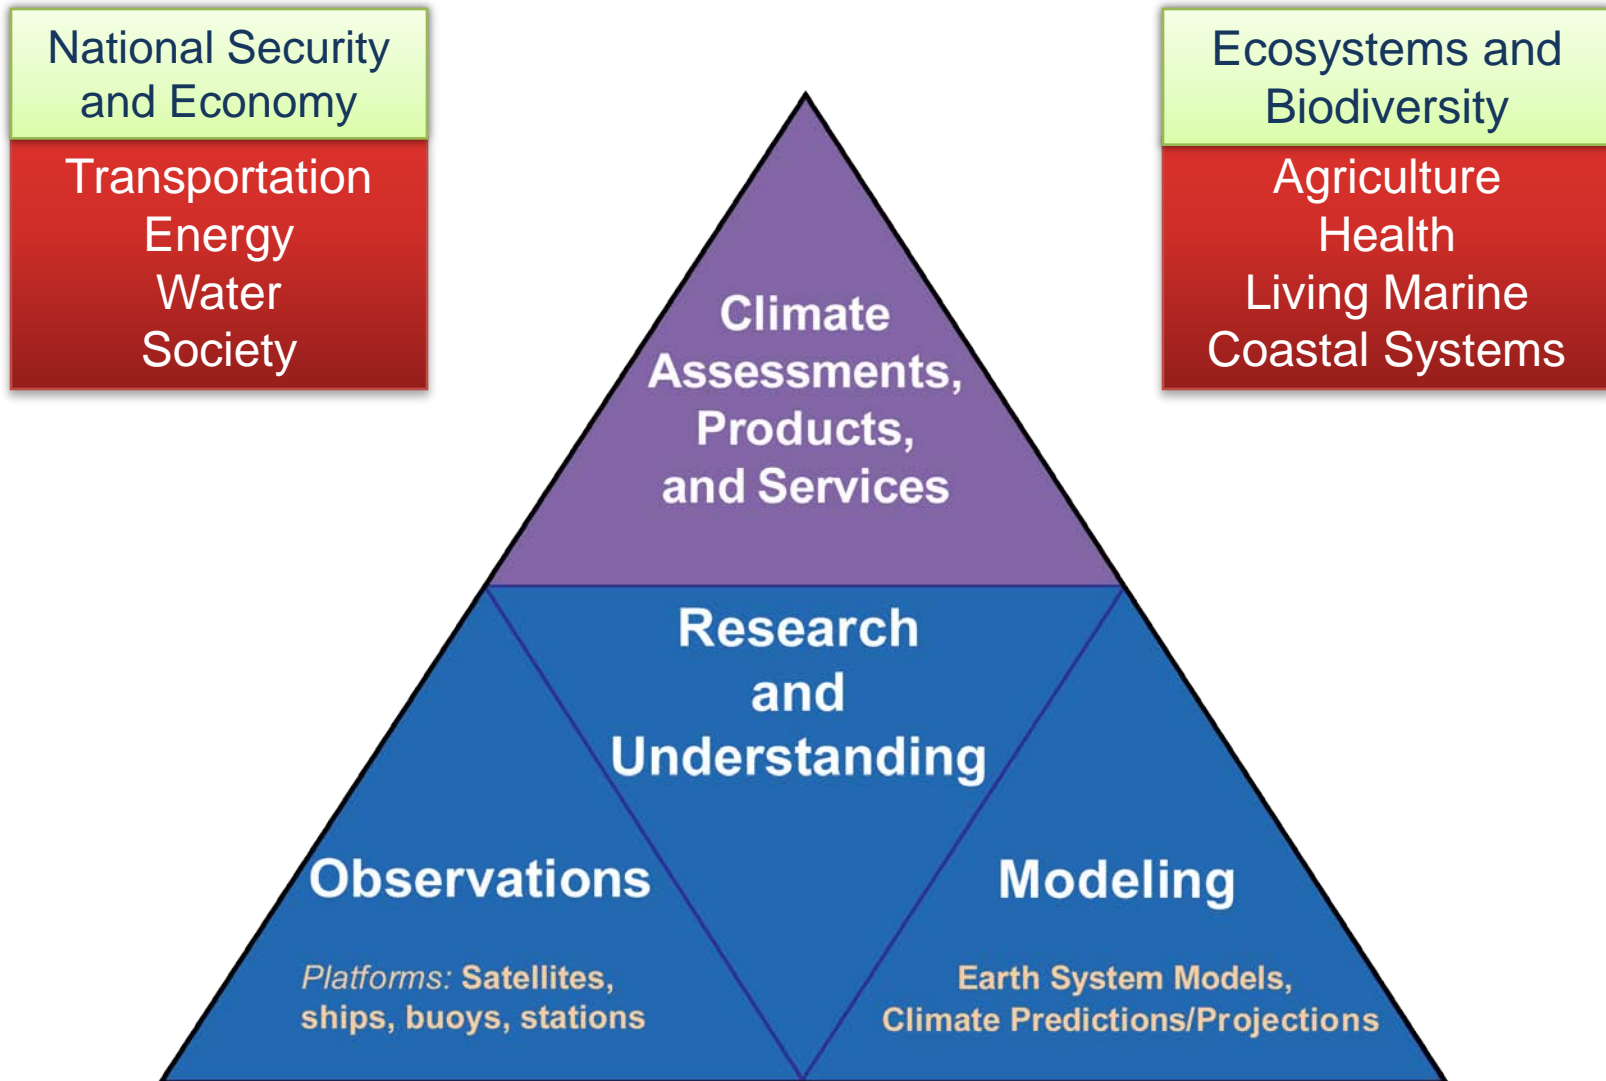 National Security
and Economy
Transportation
Energy
Water
Society
Ecosystems and
Biodiversity
Agriculture
Health
Living Marine
Coastal Systems
Climate
Assessments,
Products,
and Services
Research
and
Understanding
Observations
Platforms: Satellites,
ships, buoys, stations
Modeling
Earth System Models,
Climate Predictions/Projections